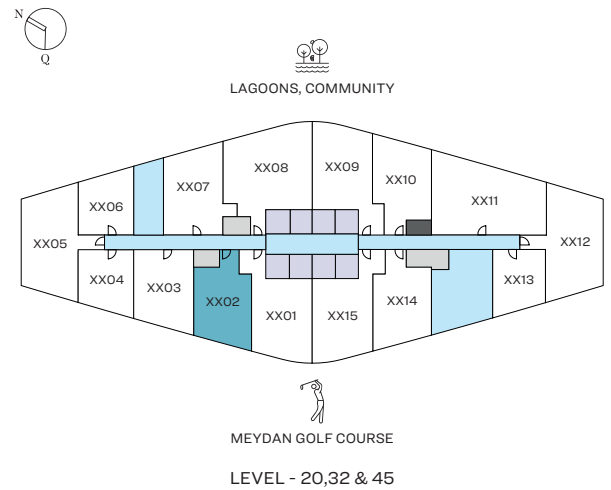 N
Q
LAGOONS, COMMUNITY
XX08
XX09
XX07
XX10
XX06
XX11
XX05
XX12
XX04
XX03
XX02
XX01
XX15
XX14
XX13
MEYDAN GOLF COURSE
LEVEL - 20,32 & 45